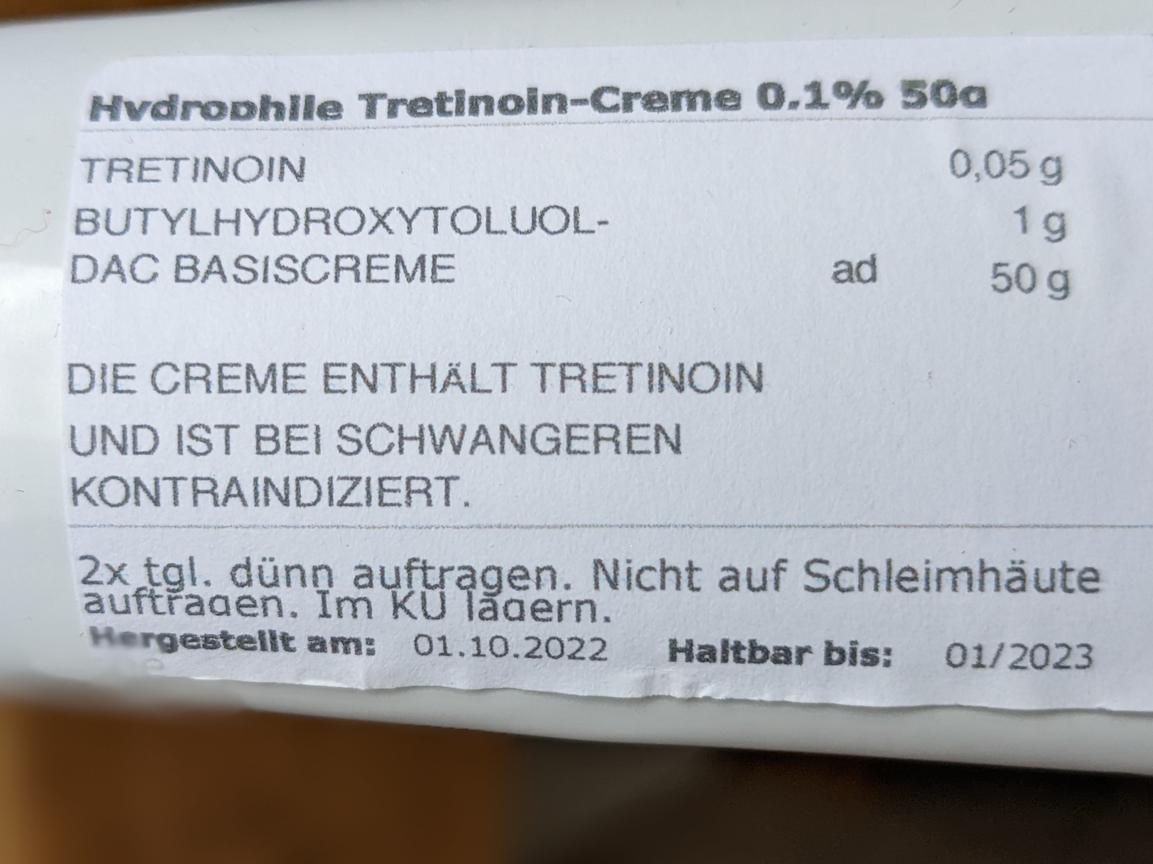 Hydrophile Tretinoin-Creme 0.1% 50g
TRETINOIN 0,05 g
BUTYLHYDROXYTOLUOL- 1 g
DAC BASISCREME ad 50 g
DIE CREME ENTHÄLT TRETINOIN
UND IST BEI SCHWANGEREN
KONTRAINDIZIERT.
2x tgl. dünn auftragen. Nicht auf Schleimhäute
auftragen. Im KÜ lagern.
Hergestellt am: 01.10.2022 Haltbar bis: 01/2023